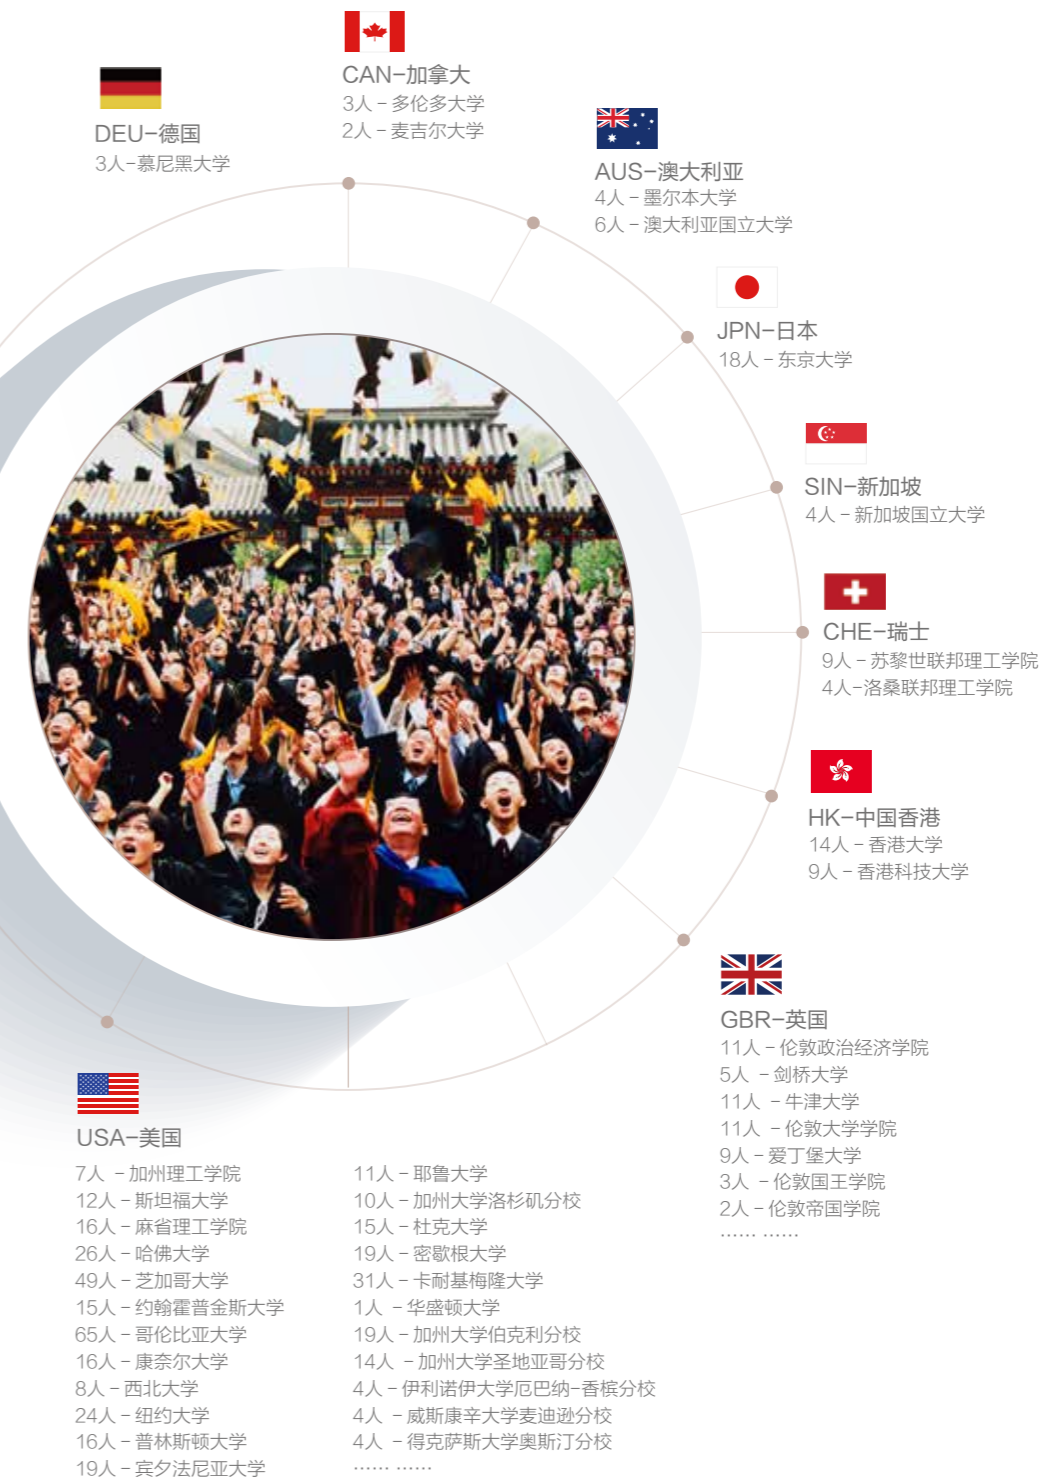 CAN-加拿大
3人-多伦多大学
2人-麦吉尔大学
DEU-德国
3人-慕尼黑大学
AUS-澳大利亚
4人-墨尔本大学
6人-澳大利亚国立大学
JPN-日本
18人-东京大学
SIN-新加坡
4人-新加坡国立大学
CHE-瑞士
9人-苏黎世联邦理工学院
4人-洛桑联邦理工学院
HK-中国香港
14人-香港大学
9人-香港科技大学
GBR-英国
11人-伦敦政治经济学院
5人 -剑桥大学
11人 -牛津大学
11人 -伦敦大学学院
9人-爱丁堡大学
3人 -伦敦国王学院
2人-伦敦帝国学院
…… ……
USA-美国
7人 -加州理工学院
12人-斯坦福大学
16人-麻省理工学院
26人-哈佛大学
49人-芝加哥大学
15人-约翰霍普金斯大学
65人-哥伦比亚大学
16人-康奈尔大学
8人-西北大学
24人-纽约大学
16人-普林斯顿大学
19人-宾夕法尼亚大学
11人-耶鲁大学
10人-加州大学洛杉矶分校
15人-杜克大学
19人-密歇根大学
31人-卡耐基梅隆大学
1人 -华盛顿大学
19人-加州大学伯克利分校
14人 -加州大学圣地亚哥分校
4人-伊利诺伊大学厄巴纳-香槟分校
4人 -威斯康辛大学麦迪逊分校
4人 -得克萨斯大学奥斯汀分校
…… ……